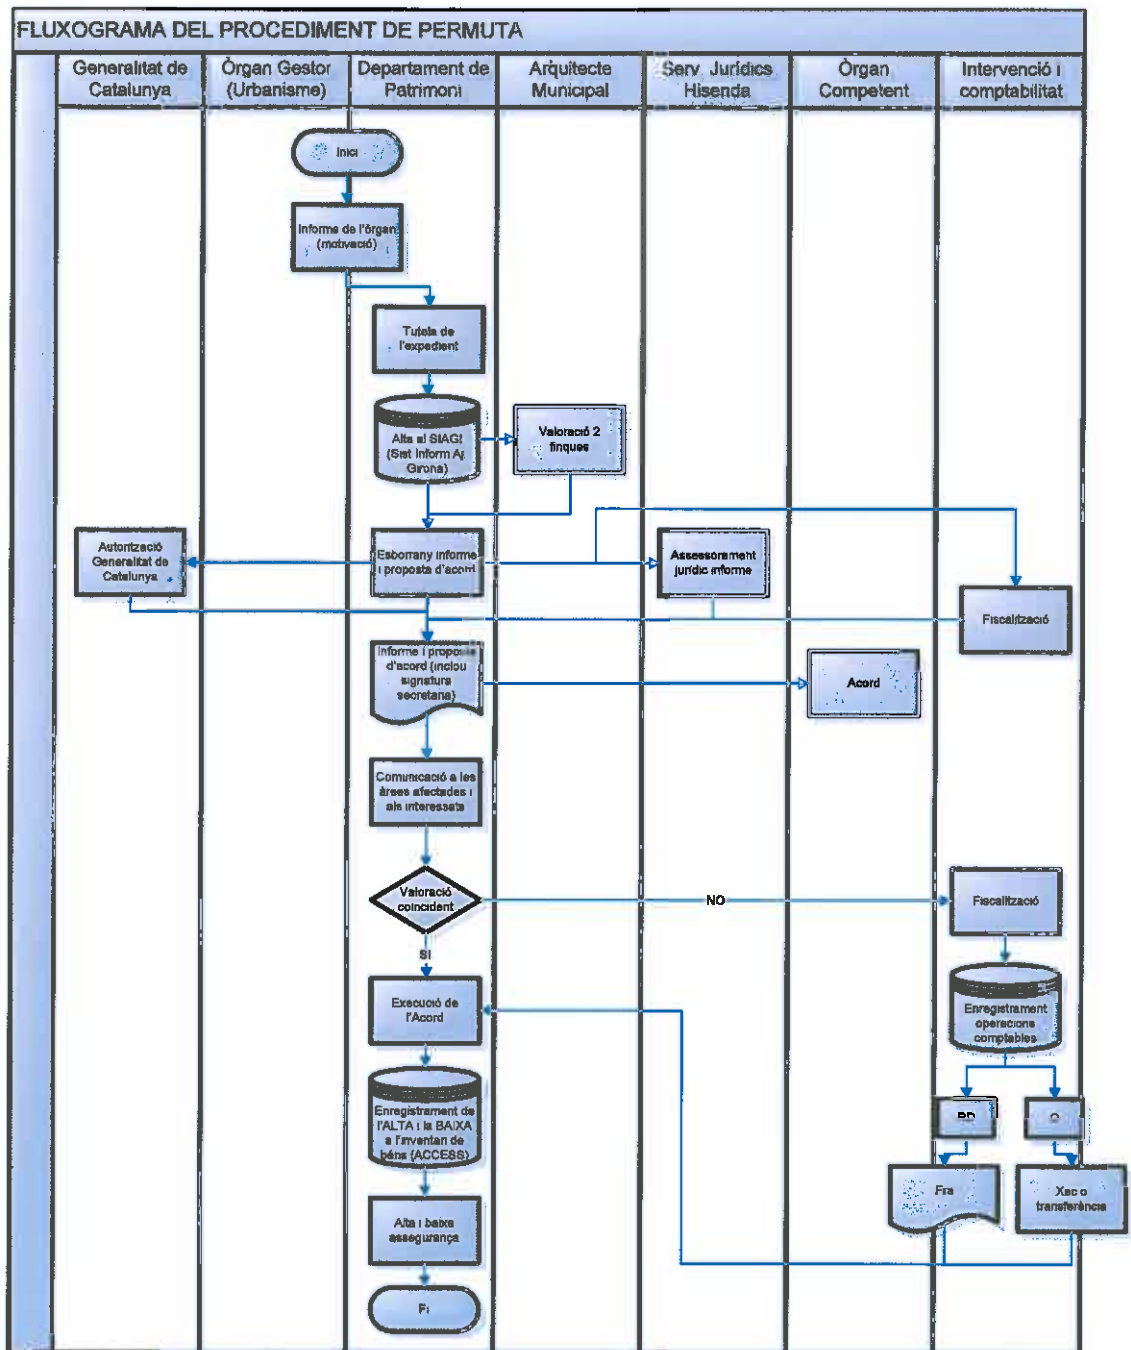 FLUXOGRAMA DEL PROCEDIMENT DE PERMUTA
Generalitat de
Catalunya
Òrgan Gestor
(Urbanisme)
Departament de
Patrimoni
Arquitecte
Municipal
Serv. Jurídics
Hisenda
Òrgan
Competent
Intervenció i
comptabilitat
Inici
Informe de l'òrgan
(motivació)
Tutela de
l'expedient
Alta al SIAGI
(Sist Inform Aj.
Girona)
Valoració 2
finques
Autorització
Generalitat de
Catalunya
Esborrany informe
i proposta d'acord
Assessorament
jurídic informe
Fiscalització
Informe i proposta
d'acord (inclou
signatura
secretaria)
Acord
Comunicació a les
àrees afectades i
als interessats
Valoració
coincident
NO
Fiscalització
SI
Execució de
l'Acord
Enregistrament
operacions
comptables
Enregistrament de
l'ALTA i la BAIXA
a l'inventari de
béns (ACCESS)
Fra
Xec o
transferència
Alta i baixa
assegurança
Fi